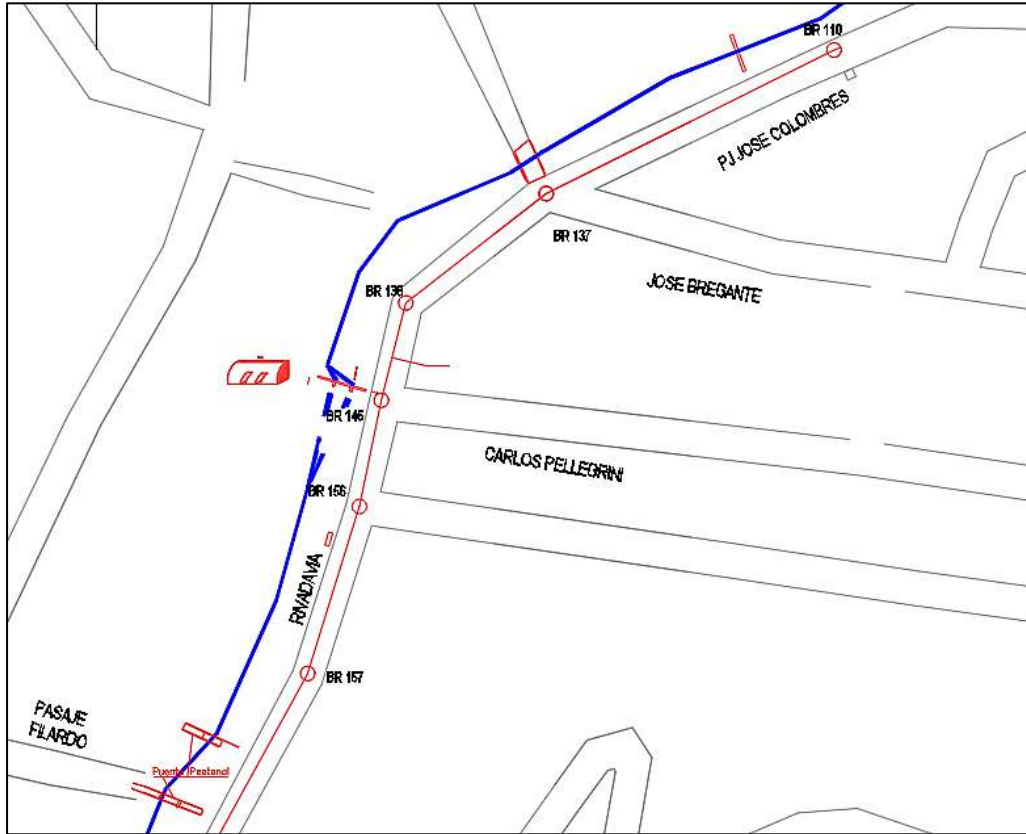 BR 110
PJ.JOSE COLOMBRES
BR 137
JOSE BREGANTE
BR 138
BR 146
CARLOS PELLEGRINI
BR 156
RIVADAVIA
BR 157
PASAJE
FILARDO
Puente Peatonal